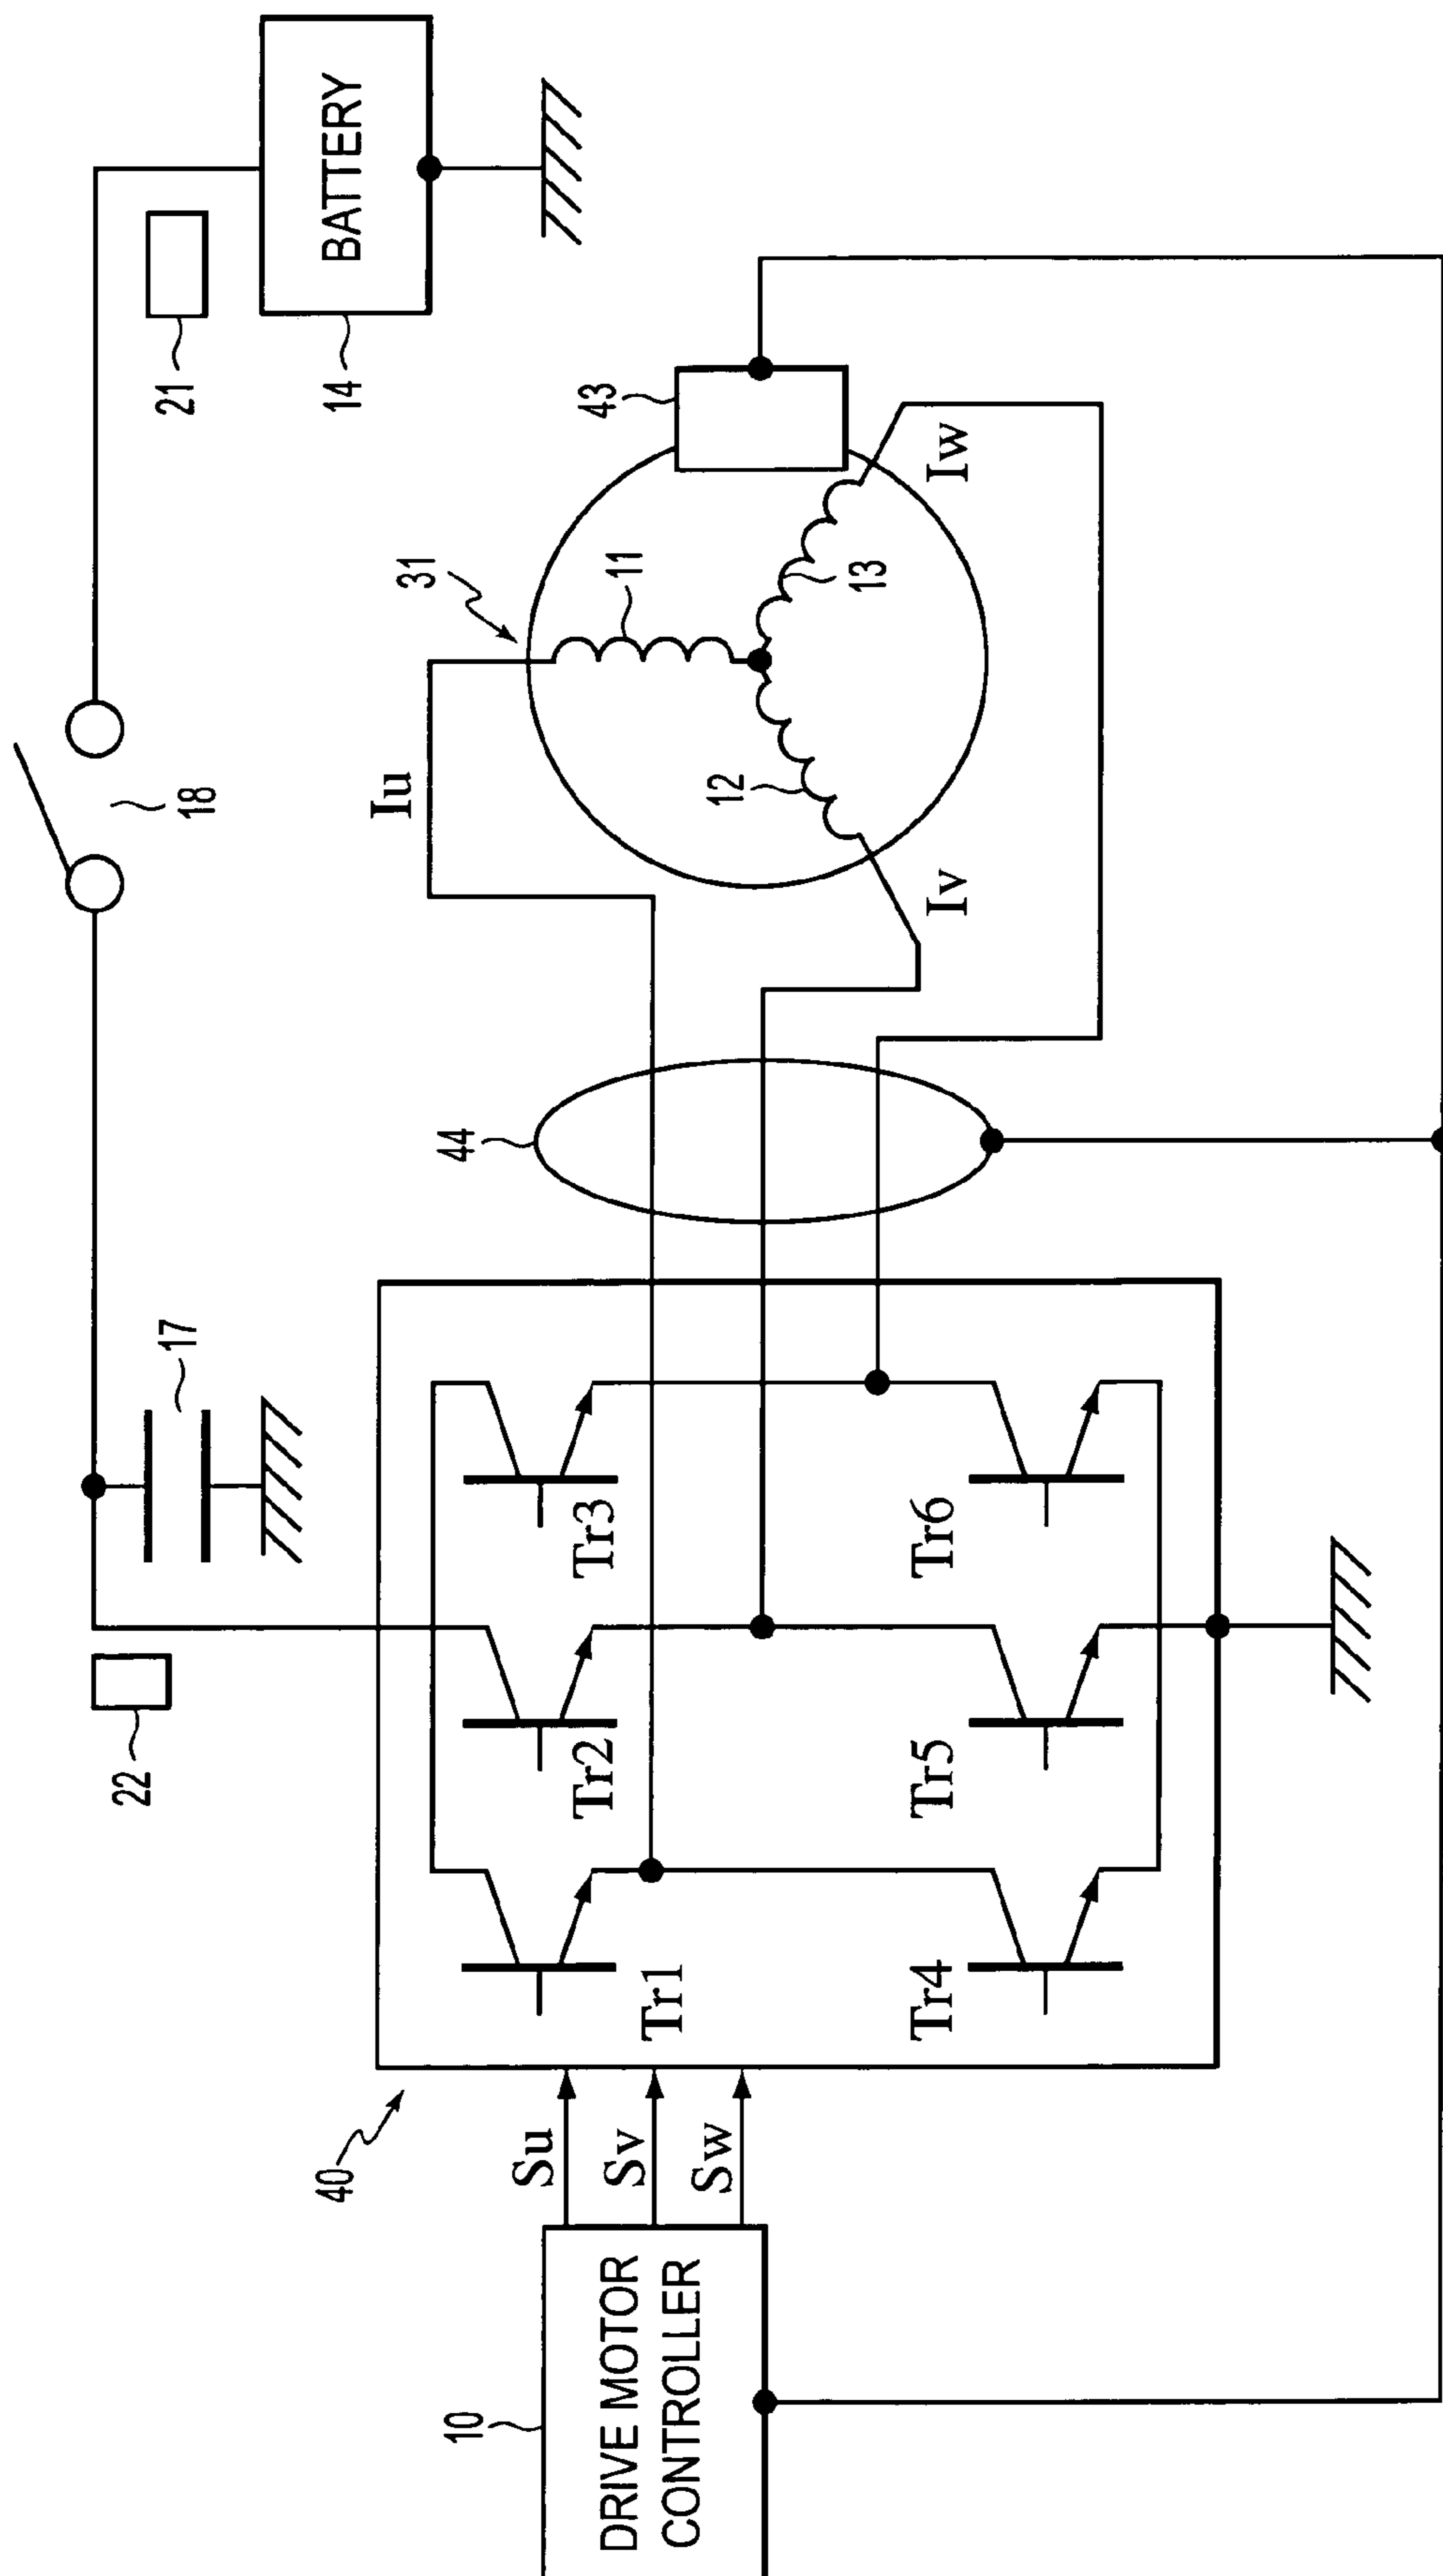 BATTERY
21
14
18
43
31
11
13
12
Iu
Iw
Iv
44
17
22
Tr3
Tr2
Tr1
Tr6
Tr5
Tr4
40
Su
Sv
Sw
10
DRIVE MOTOR
CONTROLLER